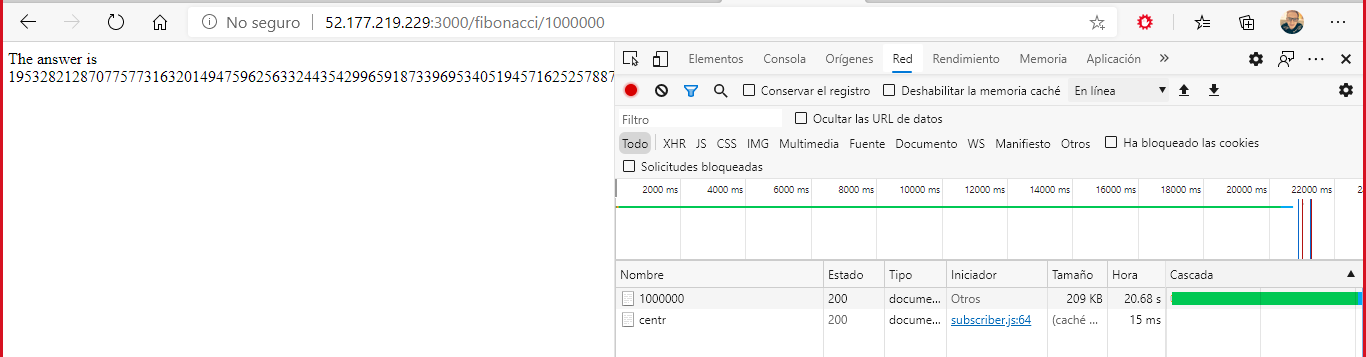 No seguro 52.177.219.229:3000/fibonacci/1000000
The answer is
Elementos Consola Orígenes Red Rendimiento Memoria Aplicación
195328212870775773163201494759625633244354299659187339695340519457162525788
Conservar el registro Deshabilitar la memoria caché En línea
Filtro Ocultar las URL de datos
Todo XHR JS CSS IMG Multimedia Fuente Documento WS Manifiesto Otros Ha bloqueado las cookies
Solicitudes bloqueadas
2000 ms 4000 ms 6000 ms 8000 ms 10000 ms 12000 ms 14000 ms 16000 ms 18000 ms 20000 ms 22000 ms 2
Nombre Estado Tipo Iniciador Tamaño Hora Cascada
1000000 200 docume... Otros 209 KB 20.68 s
centr 200 docume... subscriber.js:64 (caché ... 15 ms